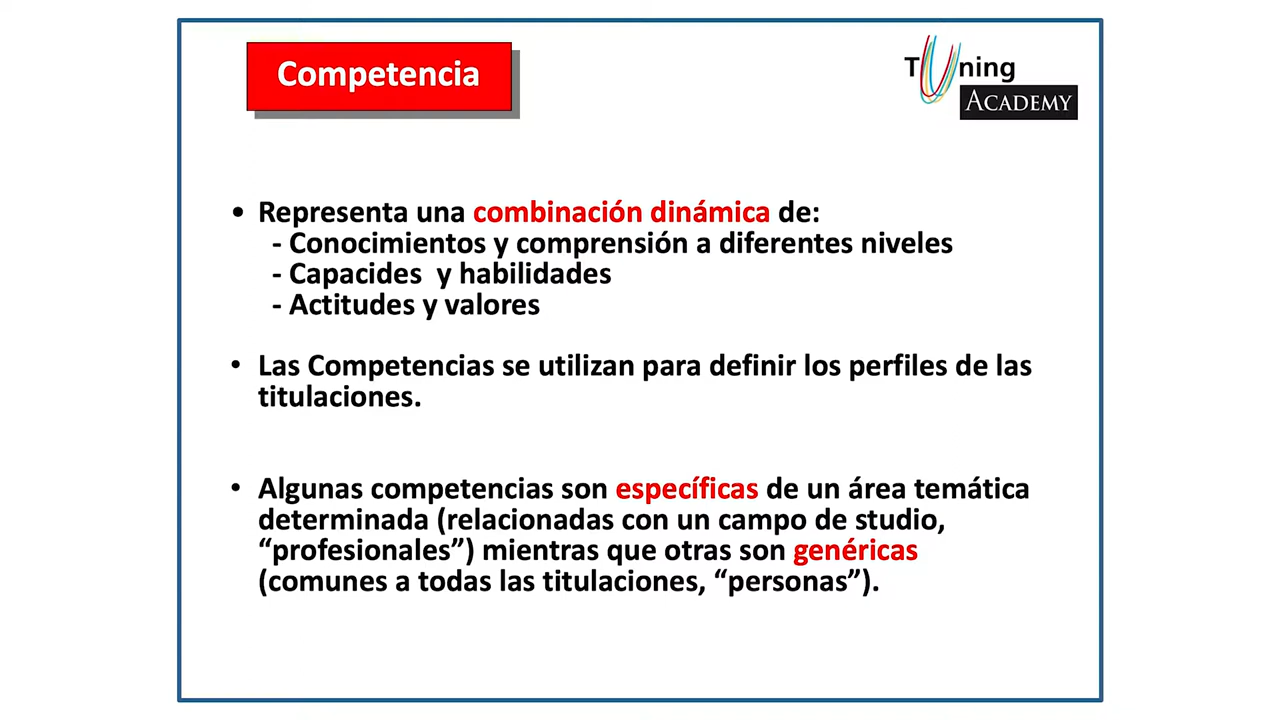 Competencia
Tuning
ACADEMY
• Representa una combinación dinámica de:
- Conocimientos y comprensión a diferentes niveles
- Capacides y habilidades
- Actitudes y valores
• Las Competencias se utilizan para definir los perfiles de las
titulaciones.
• Algunas competencias son específicas de un área temática
determinada (relacionadas con un campo de studio,
“profesionales”) mientras que otras son genéricas
(comunes a todas las titulaciones, “personas”).